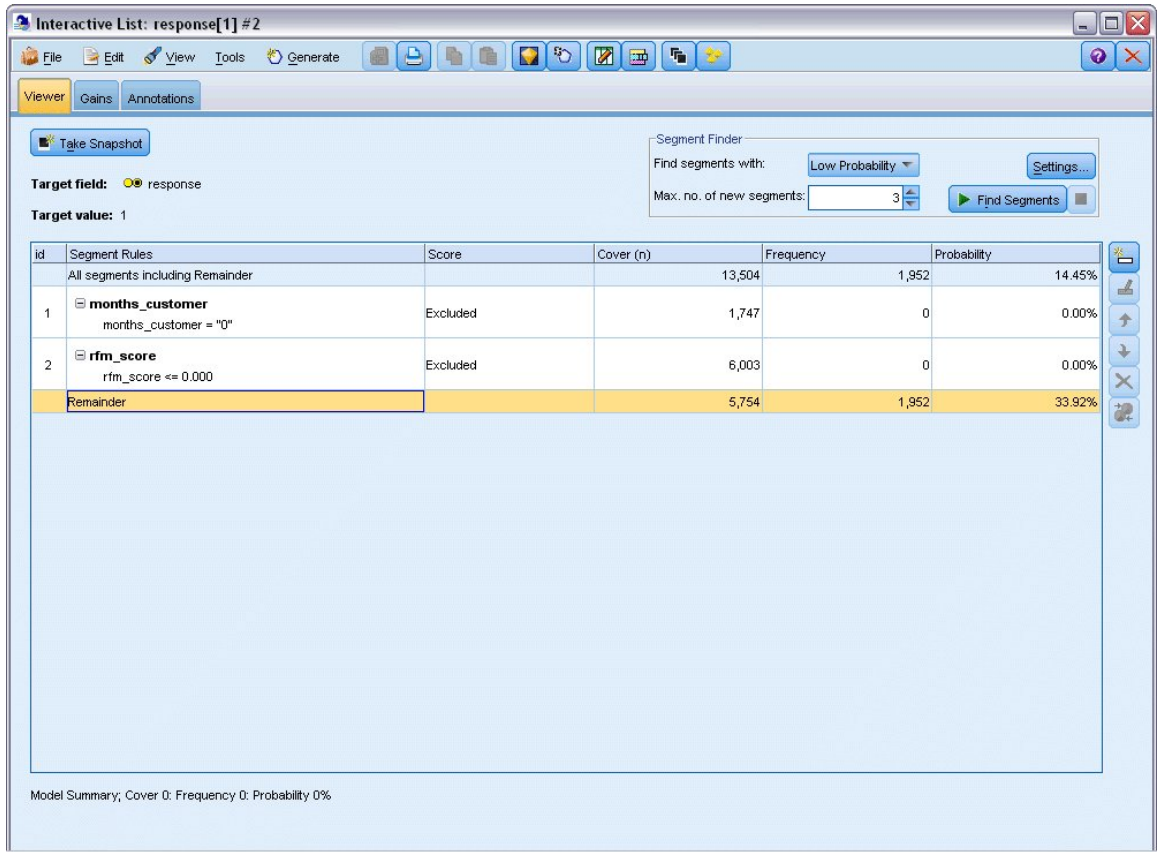 Interactive List: response[1] #2
File Edit View Tools Generate
Viewer Gains Annotations
Take Snapshot
Segment Finder
Find segments with: Low Probability Settings...
Target field: response
Max. no. of new segments: 3 Find Segments
Target value: 1
id Segment Rules Score Cover (n) Frequency Probability
All segments including Remainder 13,504 1,952 14.45%
1 months_customer Excluded 1,747 0 0.00%
months_customer = "0"
2 rfm_score Excluded 6,003 0 0.00%
rfm_score <= 0.000
Remainder 5,754 1,952 33.92%
Model Summary; Cover 0: Frequency 0: Probability 0%